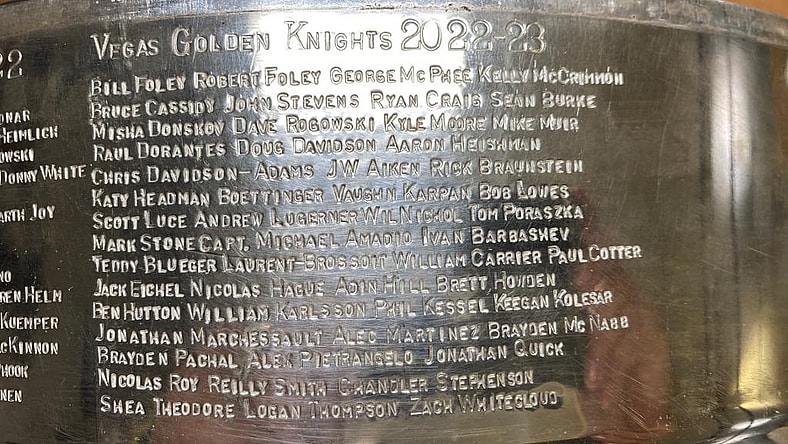 22
NAR
HEIMLICH
OWSKI
DONNY WHITE
ARTH JOY
NO
REN HELM
KUEMPER
CKINNON
HOOK
NEN
VEGAS GOLDEN KNIGHTS 2022-23
BILL FOLEY ROBERT FOLEY GEORGE MCPHEE KELLY MCCRIMMON
BRUCE CASSIDY JOHN STEVENS RYAN CRAIG SEAN BURKE
MISHA DONSKOV DAVE ROGOWSKI KYLE MOORE MIKE MUIR
RAUL DORANTES DOUG DAVIDSON AARON HEISHMAN
CHRIS DAVIDSON-ADAMS JW AIKEN RICK BRAUNSTEIN
KATY HEADMAN BOETTINGER VAUGHN KARPAN BOB LOWES
SCOTT LUCE ANDREW LUGERNER WIL NICHOL TOM PORASZKA
MARK STONE CAPT. MICHAEL AMADIO IVAN BARBASHEV
TEDDY BLUEGER LAURENT-BROSSOIT WILLIAM CARRIER PAUL COTTER
JACK EICHEL NICOLAS HAGUE ADIN HILL BRETT HOWDEN
BEN HUTTON WILLIAM KARLSSON PHIL KESSEL KEEGAN KOLESAR
JONATHAN MARCHESSAULT ALEC MARTINEZ BRAYDEN MCNABB
BRAYDEN PACHAL ALEX PIETRANGELO JONATHAN QUICK
NICOLAS ROY REILLY SMITH CHANDLER STEPHENSON
SHEA THEODORE LOGAN THOMPSON ZACH WHITECLOUD